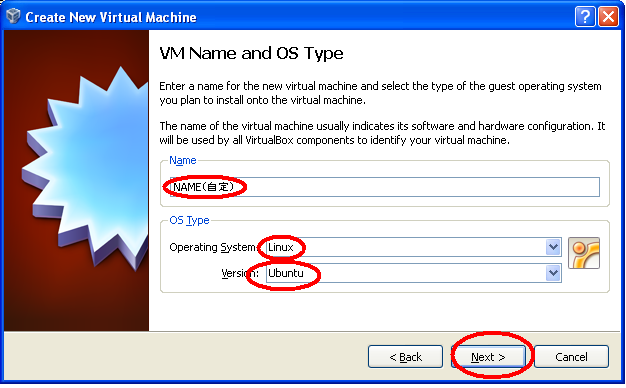 Create New Virtual Machine
VM Name and OS Type
Enter a name for the new virtual machine and select the type of the guest operating system
you plan to install onto the virtual machine.
The name of the virtual machine usually indicates its software and hardware configuration. It
will be used by all VirtualBox components to identify your virtual machine.
Name
NAME(自定)
OS Type
Operating System: Linux
Version: Ubuntu
< Back Next > Cancel